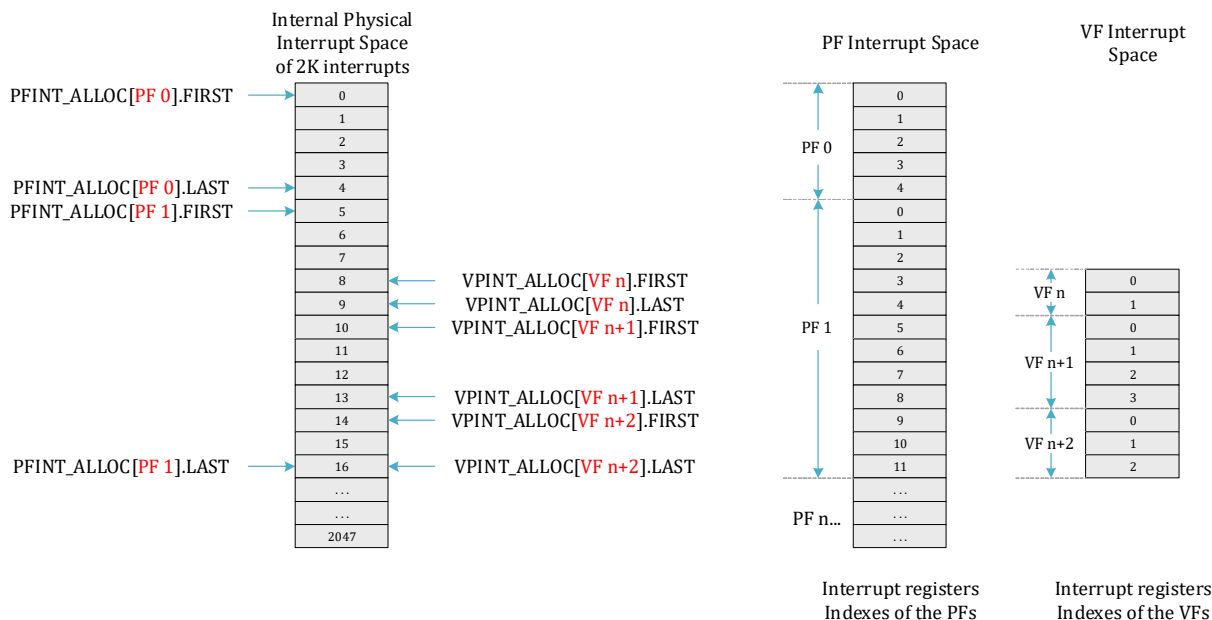 Internal Physical
Interrupt Space
of 2K interrupts
PF Interrupt Space
VF Interrupt
Space
PFINT_ALLOC[PF 0].FIRST
PFINT_ALLOC[PF 0].LAST
PFINT_ALLOC[PF 1].FIRST
PFINT_ALLOC[PF 1].LAST
0
1
2
3
4
5
6
7
8
9
10
11
12
13
14
15
16
...
...
2047
VPINT_ALLOC[VF n].FIRST
VPINT_ALLOC[VF n].LAST
VPINT_ALLOC[VF n+1].FIRST
VPINT_ALLOC[VF n+1].LAST
VPINT_ALLOC[VF n+2].FIRST
VPINT_ALLOC[VF n+2].LAST
PF 0
PF 1
PF n...
0
1
2
3
4
0
1
2
3
4
5
6
7
8
9
10
11
...
...
...
VF n
VF n+1
VF n+2
0
1
0
1
2
3
0
1
2
Interrupt registers
Indexes of the PFs
Interrupt registers
Indexes of the VFs